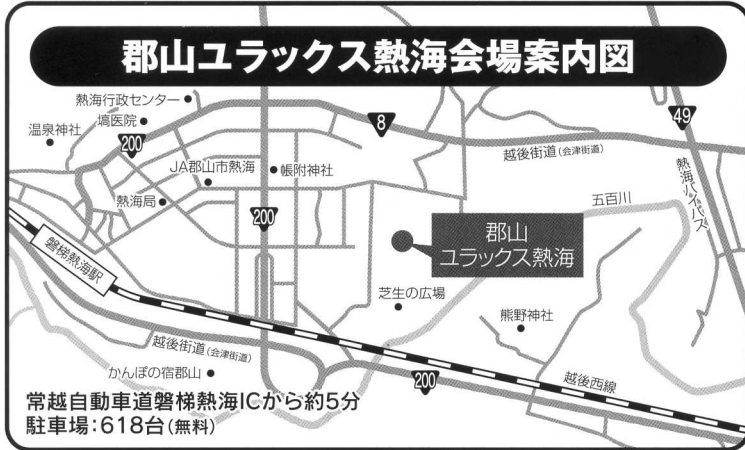 郡山ユラックス熱海会場案内図
熱海行政センター
塙医院
温泉神社
200
8
49
越後街道(会津街道)
熱海バイパス
JA郡山市熱海
帳附神社
熱海局
200
五百川
郡山
ユラックス熱海
磐梯熱海駅
芝生の広場
熊野神社
越後街道(会津街道)
かんぽの宿郡山
200
越後西線
常越自動車道磐梯熱海ICから約5分
駐車場:618台(無料)